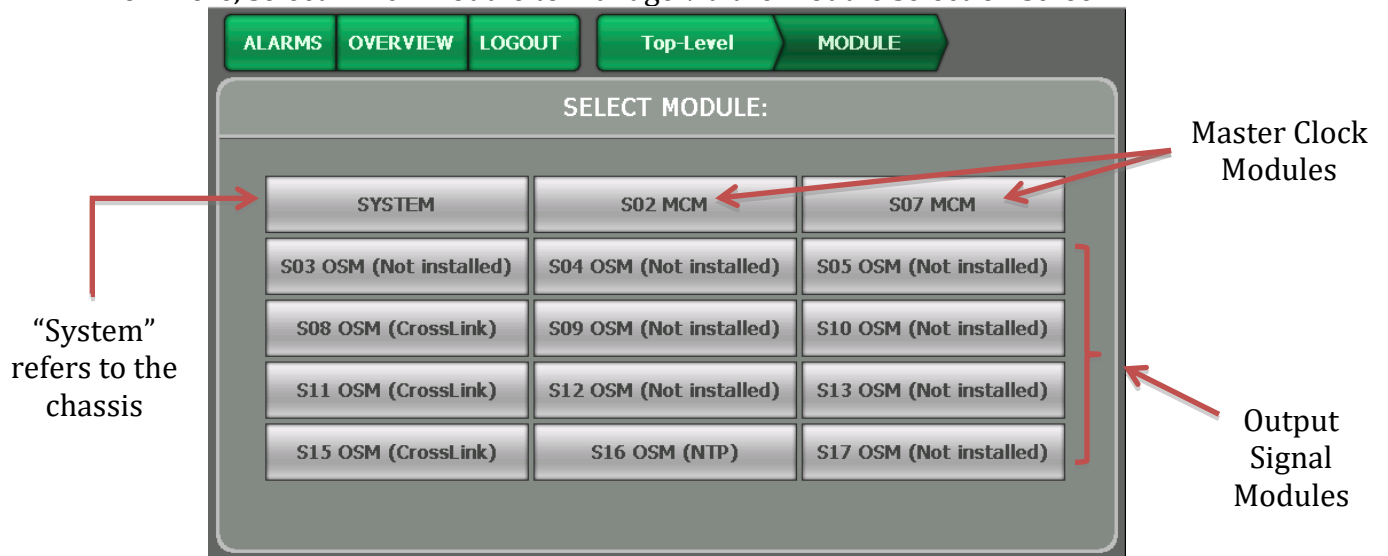 ALARMS OVERVIEW LOGOUT Top-Level MODULE
SELECT MODULE:
Master Clock
Modules
SYSTEM S02 MCM S07 MCM
S03 OSM (Not installed) S04 OSM (Not installed) S05 OSM (Not installed)
"System"
refers to the
chassis
S08 OSM (CrossLink) S09 OSM (Not installed) S10 OSM (Not installed)
S11 OSM (CrossLink) S12 OSM (Not installed) S13 OSM (Not installed)
S15 OSM (CrossLink) S16 OSM (NTP) S17 OSM (Not installed)
Output
Signal
Modules